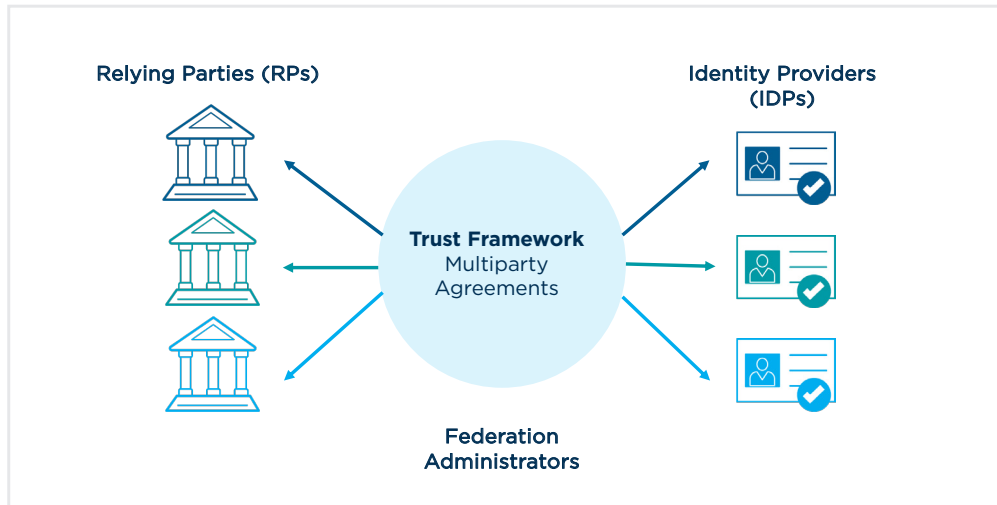 Relying Parties (RPs)
Identity Providers
(IDPs)
Trust Framework
Multiparty
Agreements
Federation
Administrators